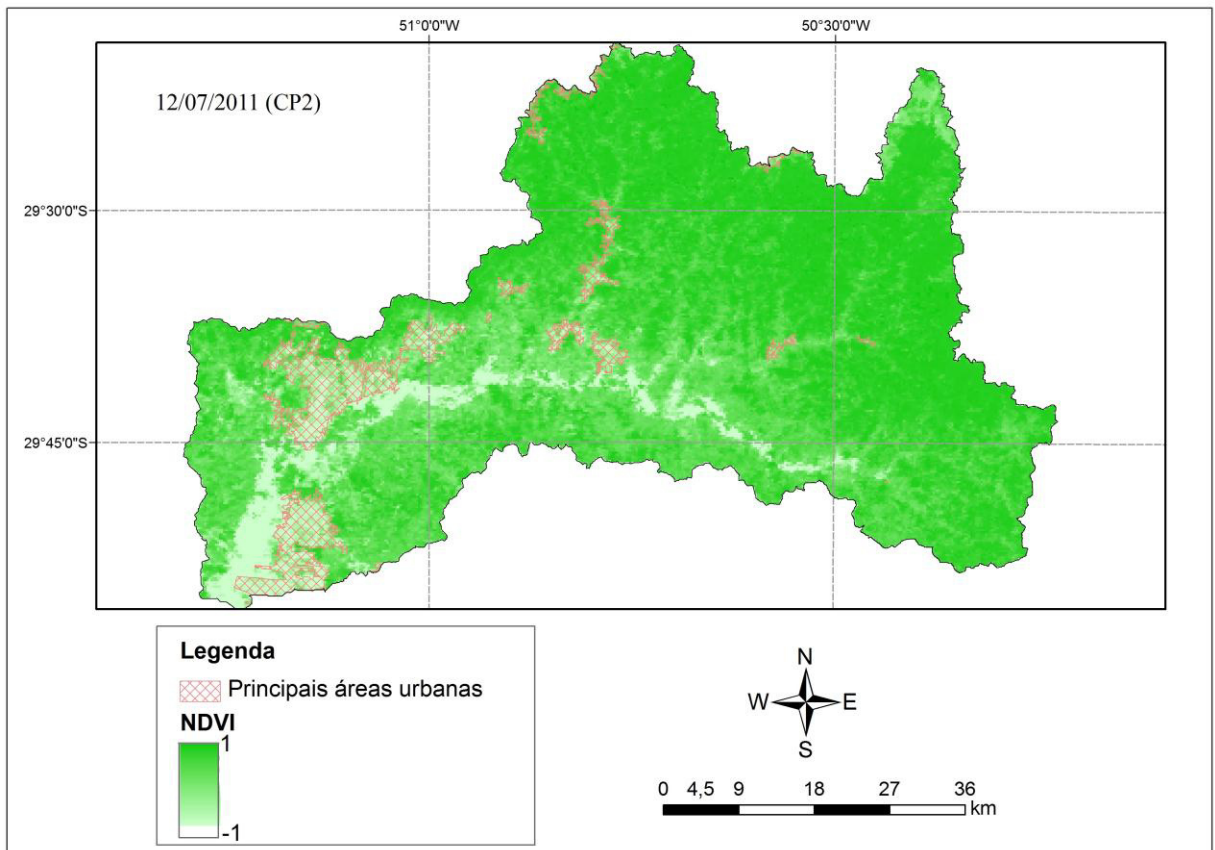 51°0'0"W
50°30'0"W
12/07/2011 (CP2)
29°30'0"S
29°45'0"S
Legenda
Principais áreas urbanas
NDVI
1
-1
N
W
E
S
0 4,5 9 18 27 36
km